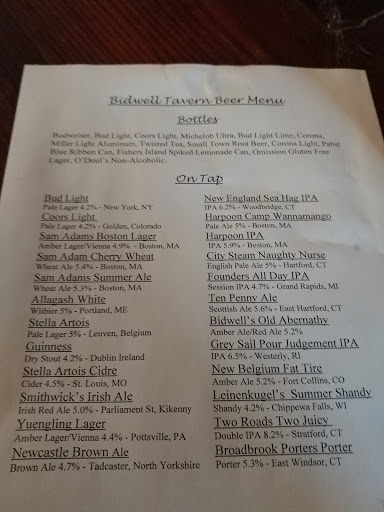 Bidwell Tavern Beer Menu
Bottles
Budweiser, Bud Light, Coors Light, Michelob Ultra, Bud Light Lime, Corona,
Miller Light Aluminum, Twisted Tea, Small Town Root Beer, Corona Light, Pabst
Blue Ribbon Can, Fishers Island Spiked Lemonade Can, Omission Gluten Free
Lager, O'Doul's Non-Alcoholic.
On Tap
Bud Light
Pale Lager 4.2% - New York, NY
Coors Light
Pale Lager 4.2% - Golden, Colorado
Sam Adams Boston Lager
Amber Lager/Vienna 4.9% - Boston, MA
Sam Adam Cherry Wheat
Wheat Ale 5.4% - Boston, MA
Sam Adams Summer Ale
Wheat Ale 5.3% - Boston, MA
Allagash White
Witbier 5% - Portland, ME
Stella Artois
Pale Lager 5% - Leuven, Belgium
Guinness
Dry Stout 4.2% - Dublin Ireland
Stella Artois Cidre
Cider 4.5% - St. Louis, MO
Smithwick's Irish Ale
Irish Red Ale 5.0% - Parliament St, Kikenny
Yuengling Lager
Amber Lager/Vienna 4.4% - Pottsville, PA
Newcastle Brown Ale
Brown Ale 4.7% - Tadcaster, North Yorkshire
New England Sea Hag IPA
IPA 6.2% - Woodbridge, CT
Harpoon Camp Wannamango
Pale Ale 5% - Boston, MA
Harpoon IPA
IPA 5.9% - Boston, MA
City Steam Naughty Nurse
English Pale Ale 5% - Hartford, CT
Founders All Day IPA
Session IPA 4.7% - Grand Rapids, MI
Ten Penny Ale
Scottish Ale 5.6% - East Hartford, CT
Bidwell's Old Abernathy
Amber Ale/Red Ale 5.2%
Grey Sail Pour Judgement IPA
IPA 6.5% - Westerly, RI
New Belgium Fat Tire
Amber Ale 5.2% - Fort Collins, CO
Leinenkugel's Summer Shandy
Shandy 4.2% - Chippewa Falls, WI
Two Roads Two Juicy
Double IPA 8.2% - Stratford, CT
Broadbrook Porters Porter
Porter 5.3% - East Windsor, CT